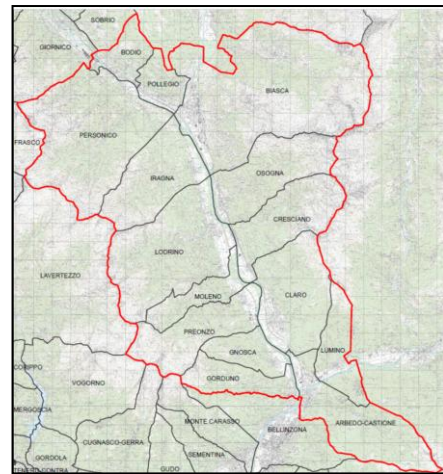 SOBRIO
GIORNICO
BODIO
POLLEGIO
BIASCA
PERSONICO
FRASCO
IRAGNA
OSOGNA
CRESCIANO
LODRINO
LAVERTEZZO
MOLENO
CLARO
PREONZO
GNOSCA
LUMINO
CORIPPO
VOGORNO
GORDUNO
MERGOSCIA
MONTE CARASSO
ARBEDO-CASTIONE
BELLINZONA
CUGNASCO-GERRA
SEMENTINA
GORDOLA
GUDO